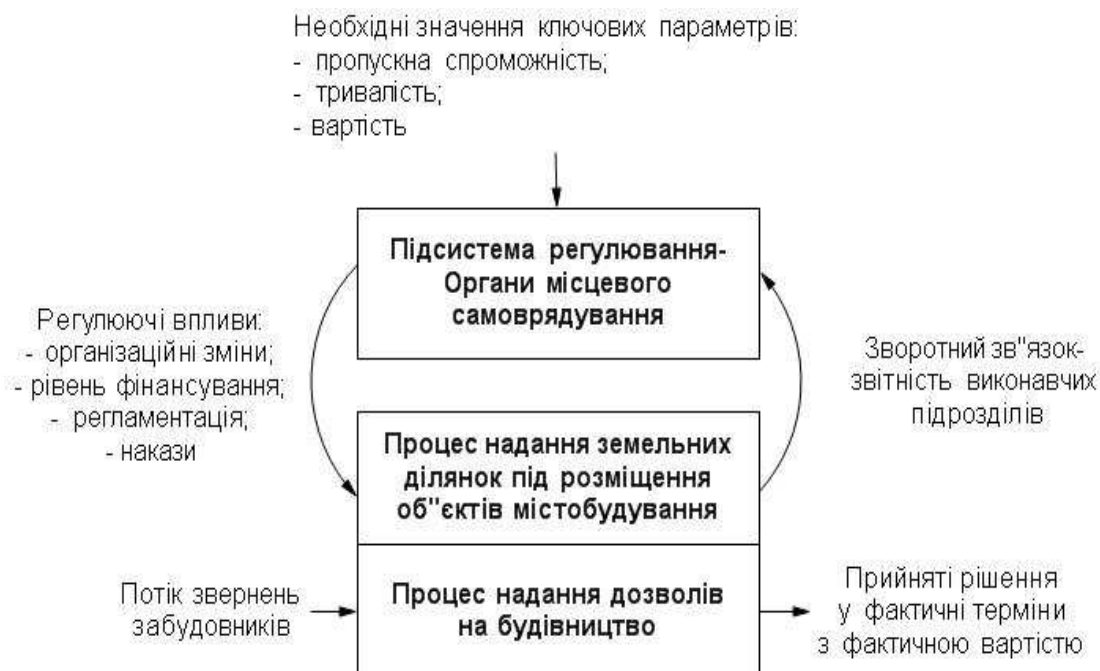 Необхідні значення ключових параметрів:
- пропускна спроможність;
- тривалість;
- вартість
Підсистема регулювання-
Органи місцевого
самоврядування
Регулюючі впливи:
- організаційні зміни;
- рівень фінансування;
- регламентація;
- накази
Зворотний зв"язок-
звітність виконавчих
підрозділів
Процес надання земельних
ділянок під розміщення
об"єктів містобудування
Потік звернень
забудовників
Процес надання дозволів
на будівництво
Прийняті рішення
у фактичні терміни
з фактичною вартістю